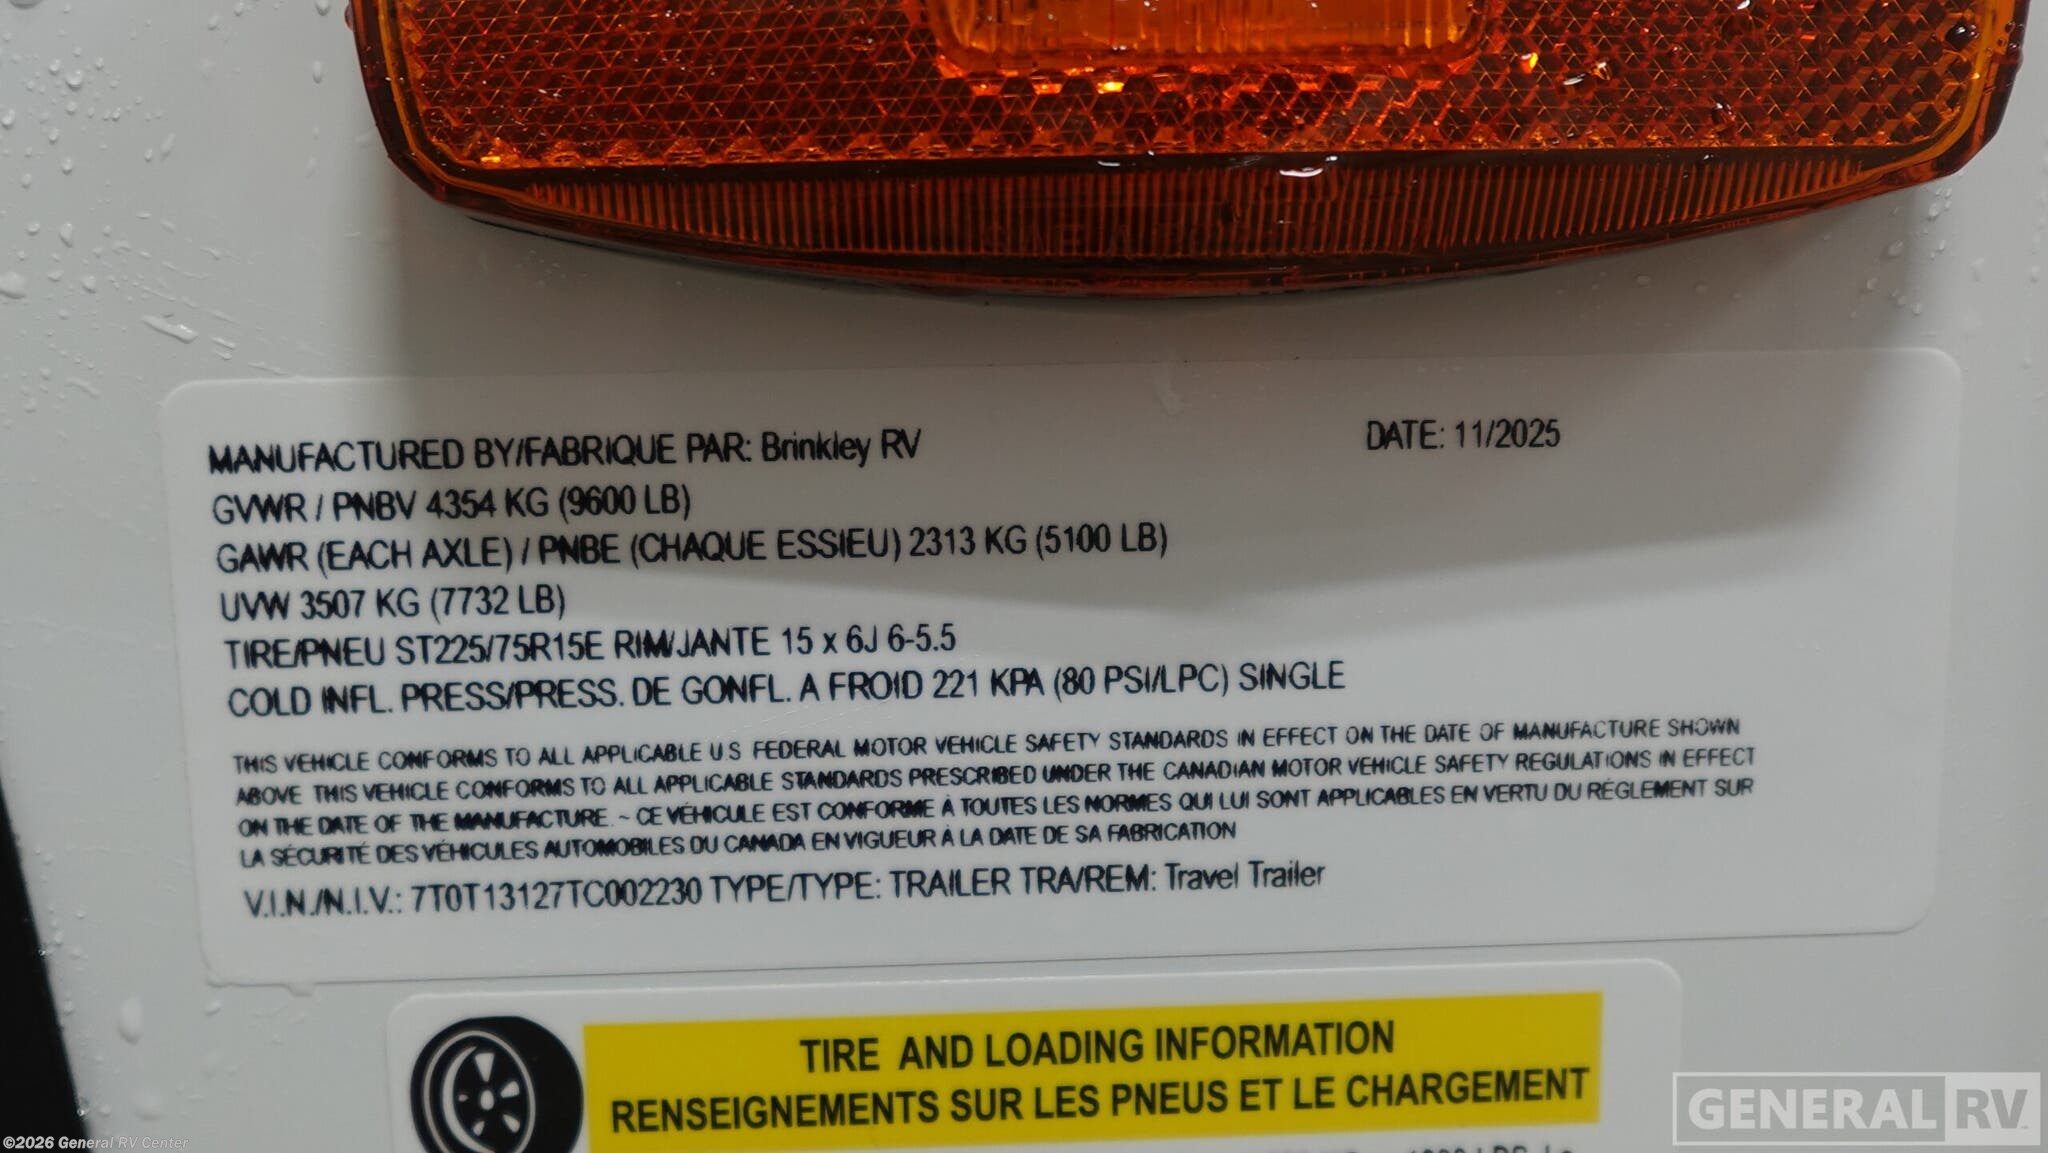 MANUFACTURED BY/FABRIQUE PAR: Brinkley RV DATE: 11/2025
GVWR / PNBV 4354 KG (9600 LB)
GAWR (EACH AXLE) / PNBE (CHAQUE ESSIEU) 2313 KG (5100 LB)
UVW 3507 KG (7732 LB)
TIRE/PNEU ST225/75R15E RIM/JANTE 15 x 6J 6-5.5
COLD INFL. PRESS/PRESS. DE GONFL. A FROID 221 KPA (80 PSI/LPC) SINGLE
THIS VEHICLE CONFORMS TO ALL APPLICABLE U.S FEDERAL MOTOR VEHICLE SAFETY STANDARDS IN EFFECT ON THE DATE OF MANUFACTURE SHOWN
ABOVE THIS VEHICLE CONFORMS TO ALL APPLICABLE STANDARDS PRESCRIBED UNDER THE CANADIAN MOTOR VEHICLE SAFETY REGULATIONS IN EFFECT
ON THE DATE OF THE MANUFACTURE. ~ CE VÉHICULE EST CONFORME À TOUTES LES NORMES QUI LUI SONT APPLICABLES EN VERTU DU RÉGLEMENT SUR
LA SÉCURITÉ DES VÉHICULES AUTOMOBILES DU CANADA EN VIGUEUR À LA DATE DE SA FABRICATION
V.I.N./N.I.V.: 7T0T13127TC002230 TYPE/TYPE: TRAILER TRA/REM: Travel Trailer
TIRE AND LOADING INFORMATION
RENSEIGNEMENTS SUR LES PNEUS ET LE CHARGEMENT
GENERAL RV
©2026 General RV Center